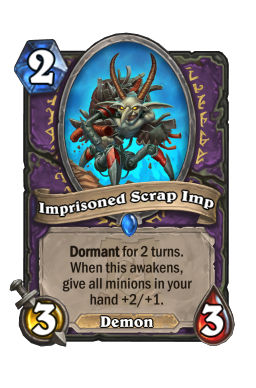 2
Imprisoned Scrap Imp
Dormant for 2 turns.
When this awakens,
give all minions in your
hand +2/+1.
3
Demon
3